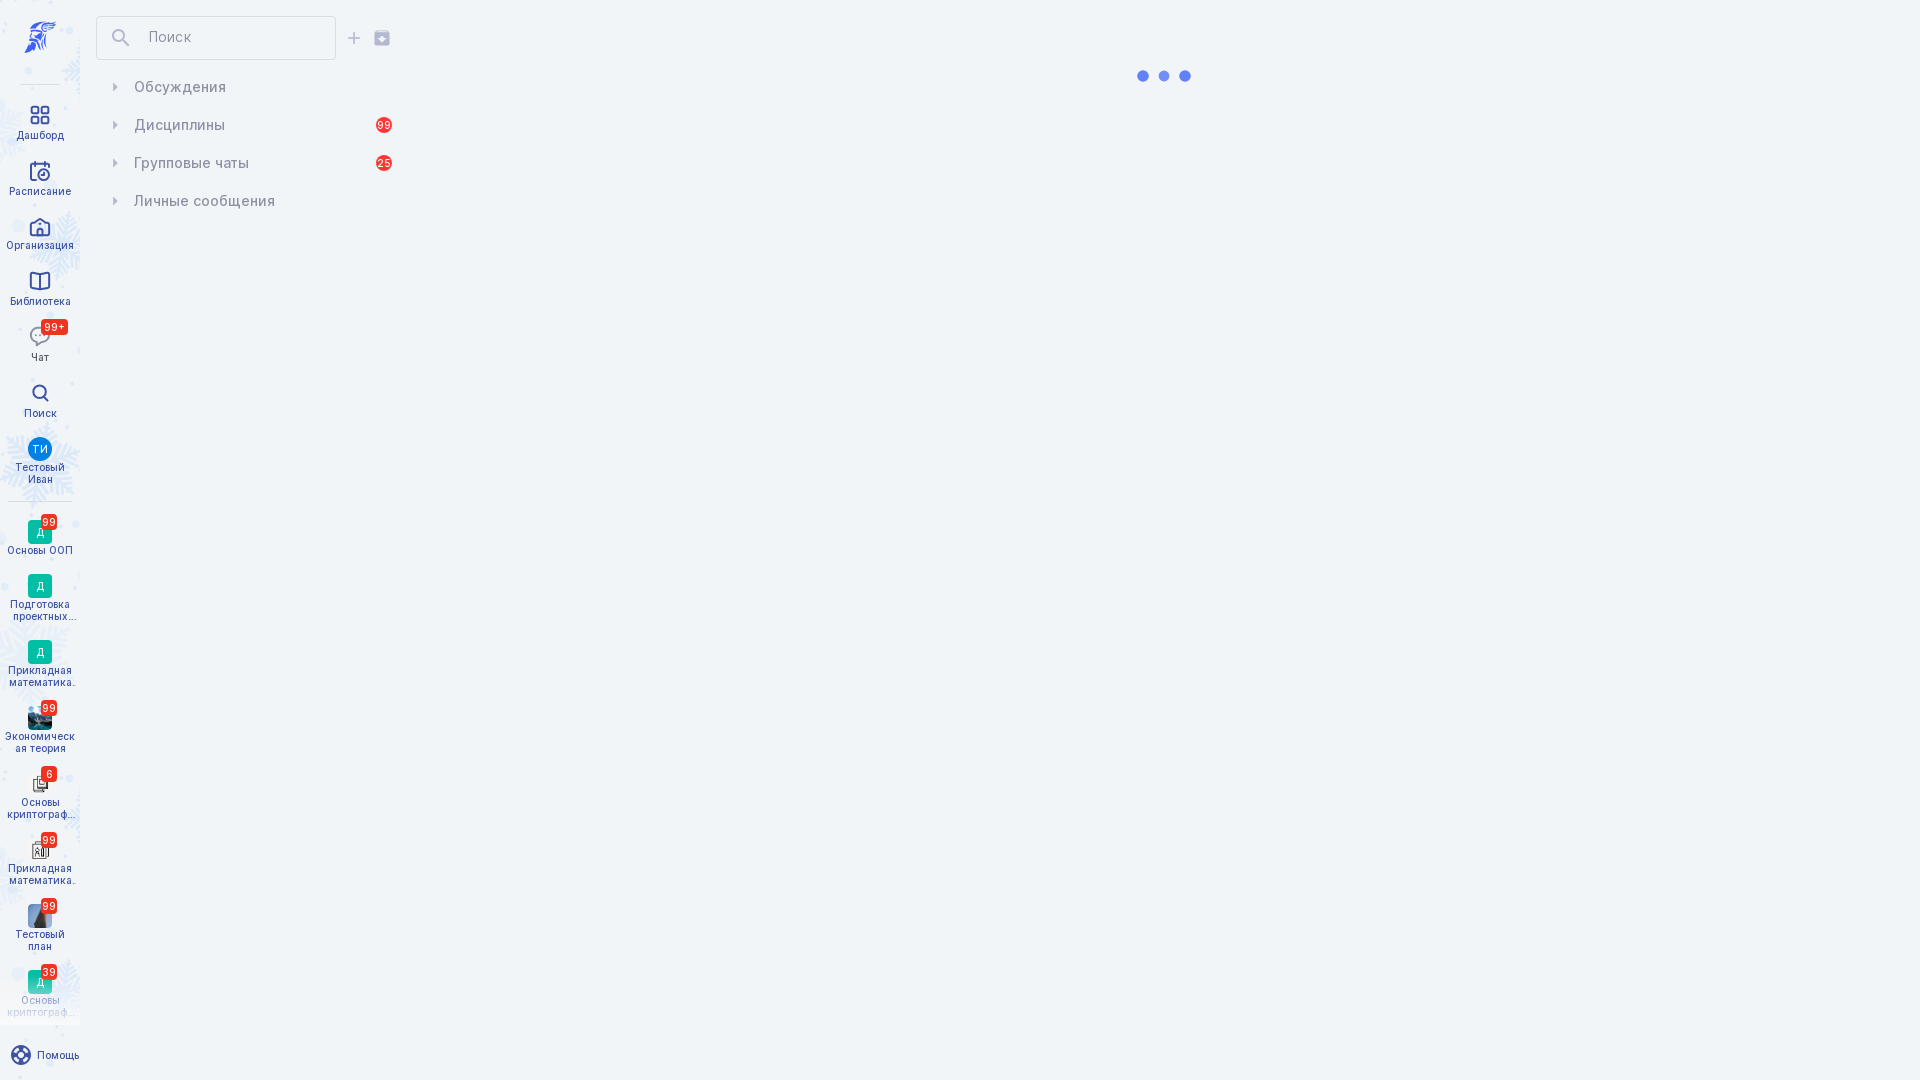 Поиск
Обсуждения
Дисциплины
99
Групповые чаты
25
Личные сообщения
Дашборд
Расписание
Организация
Библиотека
99+
Чат
Поиск
ТИ
Тестовый
Иван
99
Д
Основы ООП
Д
Подготовка
проектных...
Д
Прикладная
математика.
99
Экономическ
ая теория
6
Основы
криптограф...
99
Прикладная
математика.
99
Тестовый
план
39
Д
Основы
криптограф...
Помощь